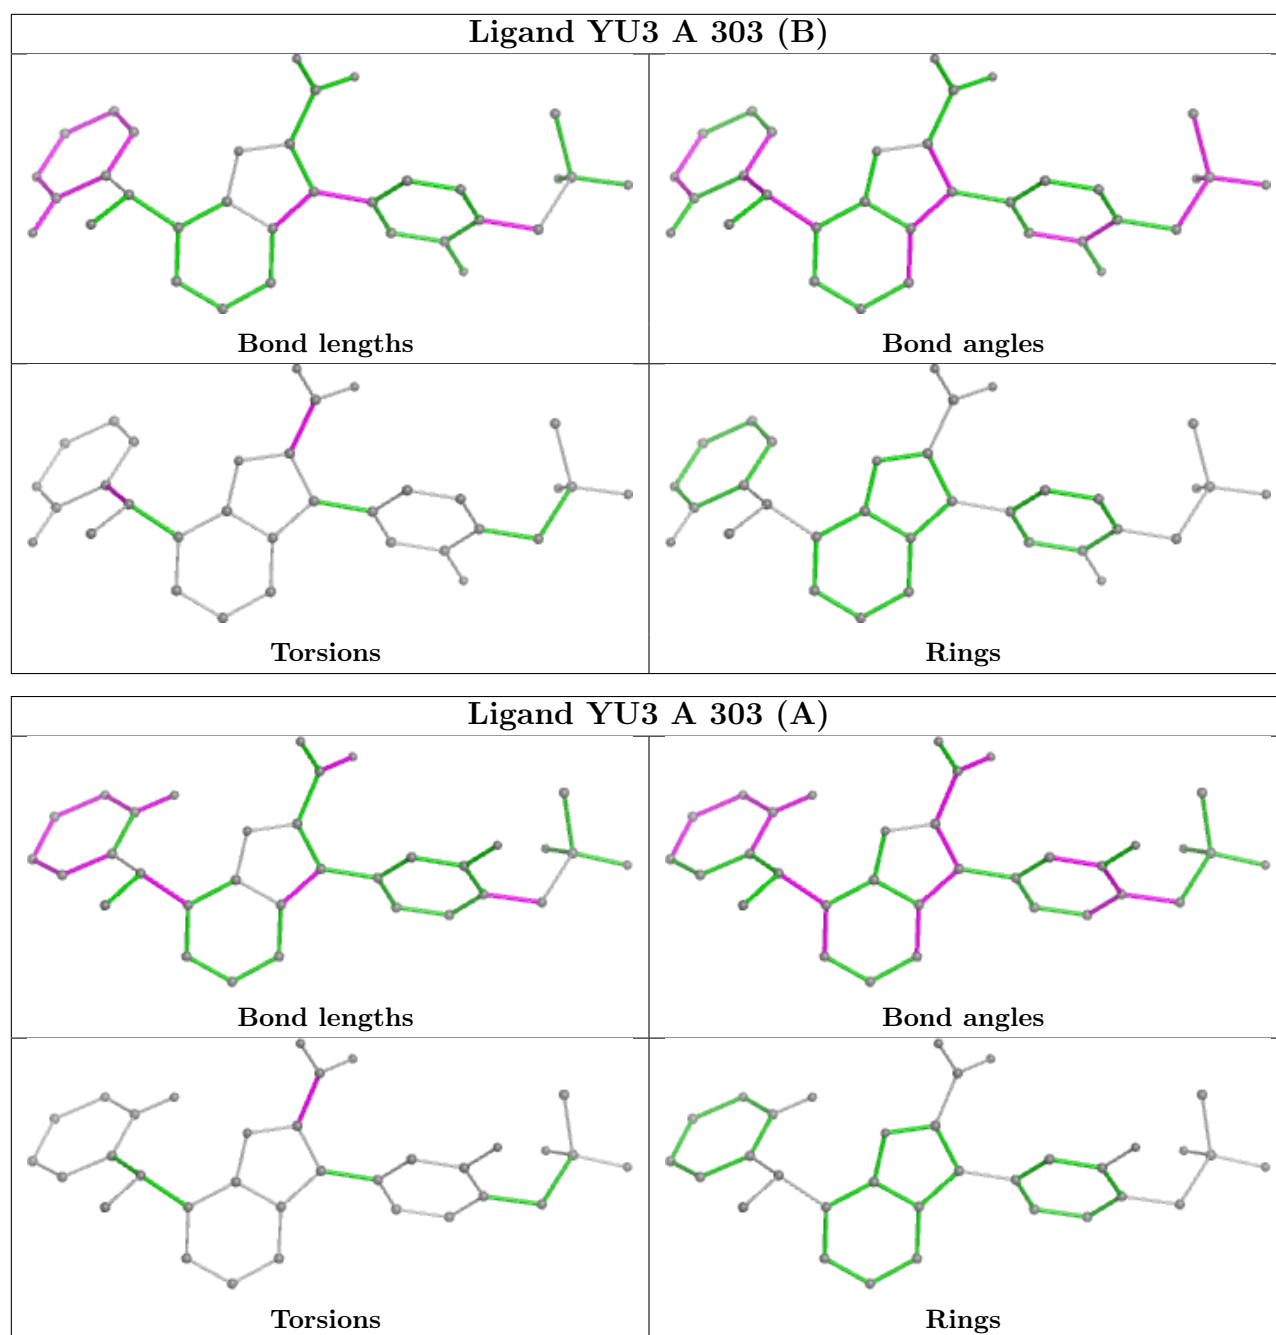 Ligand YU3 A 303 (B)
Bond lengths
Bond angles
Torsions
Rings
Ligand YU3 A 303 (A)
Bond lengths
Bond angles
Torsions
Rings